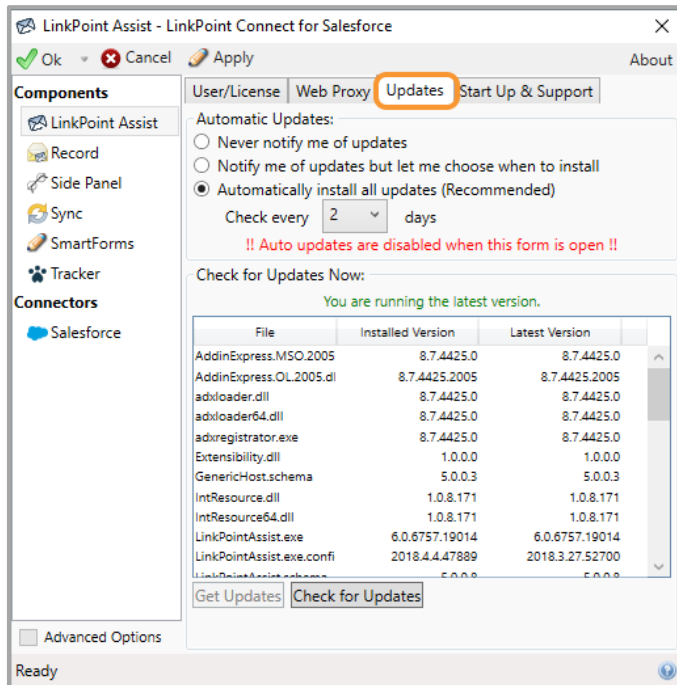 LinkPoint Assist - LinkPoint Connect for Salesforce
Ok Cancel Apply About
Components
LinkPoint Assist
Record
Side Panel
Sync
SmartForms
Tracker
Connectors
Salesforce
User/License Web Proxy Updates Start Up & Support
Automatic Updates:
Never notify me of updates
Notify me of updates but let me choose when to install
Automatically install all updates (Recommended)
Check every 2 days
!! Auto updates are disabled when this form is open !!
Check for Updates Now:
You are running the latest version.
File Installed Version Latest Version
AddinExpress.MSO.2005 8.7.4425.0 8.7.4425.0
AddinExpress.OL.2005.dl 8.7.4425.2005 8.7.4425.2005
adxloader.dll 8.7.4425.0 8.7.4425.0
adxloader64.dll 8.7.4425.0 8.7.4425.0
adxregistrator.exe 8.7.4425.0 8.7.4425.0
Extensibility.dll 1.0.0.0 1.0.0.0
GenericHost.schema 5.0.0.3 5.0.0.3
IntResource.dll 1.0.8.171 1.0.8.171
IntResource64.dll 1.0.8.171 1.0.8.171
LinkPointAssist.exe 6.0.6757.19014 6.0.6757.19014
LinkPointAssist.exe.confi 2018.4.4.47889 2018.3.27.52700
LinkPointAssist.schema 5.0.0.8 5.0.0.8
Get Updates Check for Updates
Advanced Options
Ready